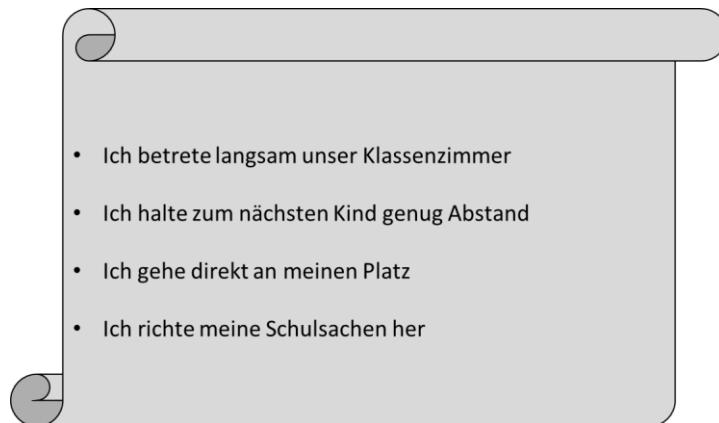 • Ich betrete langsam unser Klassenzimmer
• Ich halte zum nächsten Kind genug Abstand
• Ich gehe direkt an meinen Platz
• Ich richte meine Schulsachen her